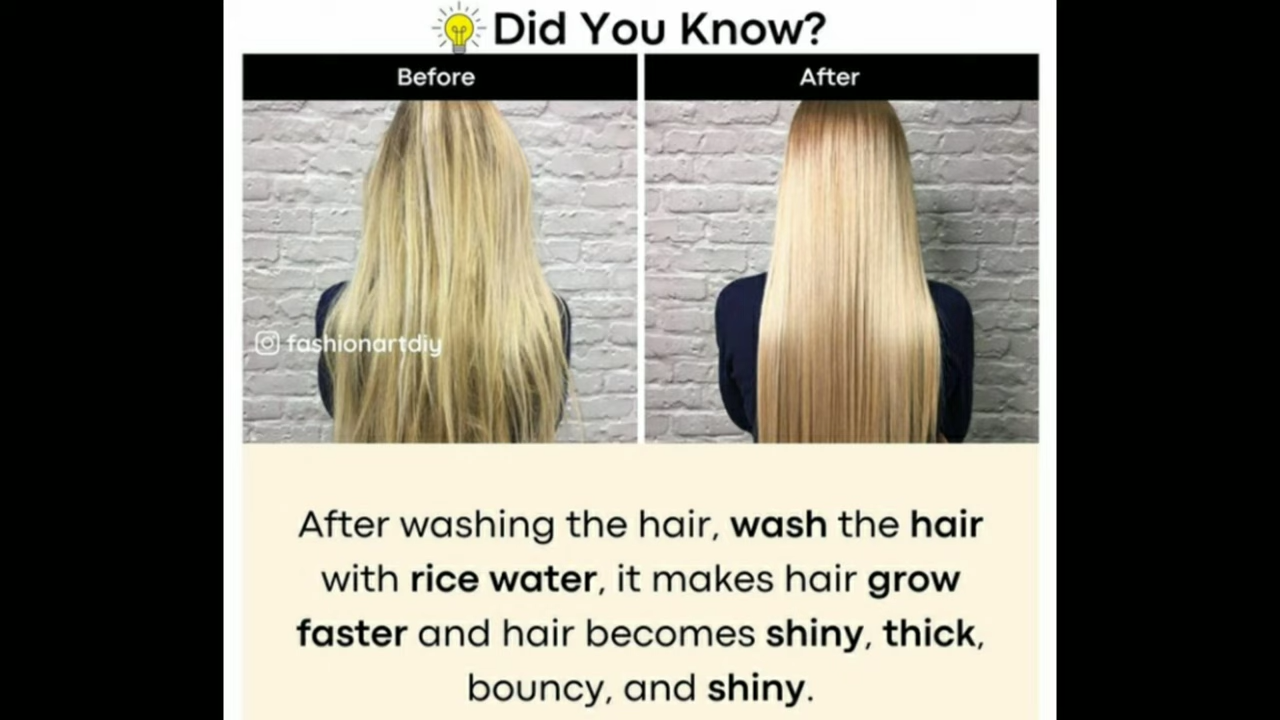 Did You Know?
Before
After
fashionartdiy
After washing the hair, wash the hair
with rice water, it makes hair grow
faster and hair becomes shiny, thick,
bouncy, and shiny.